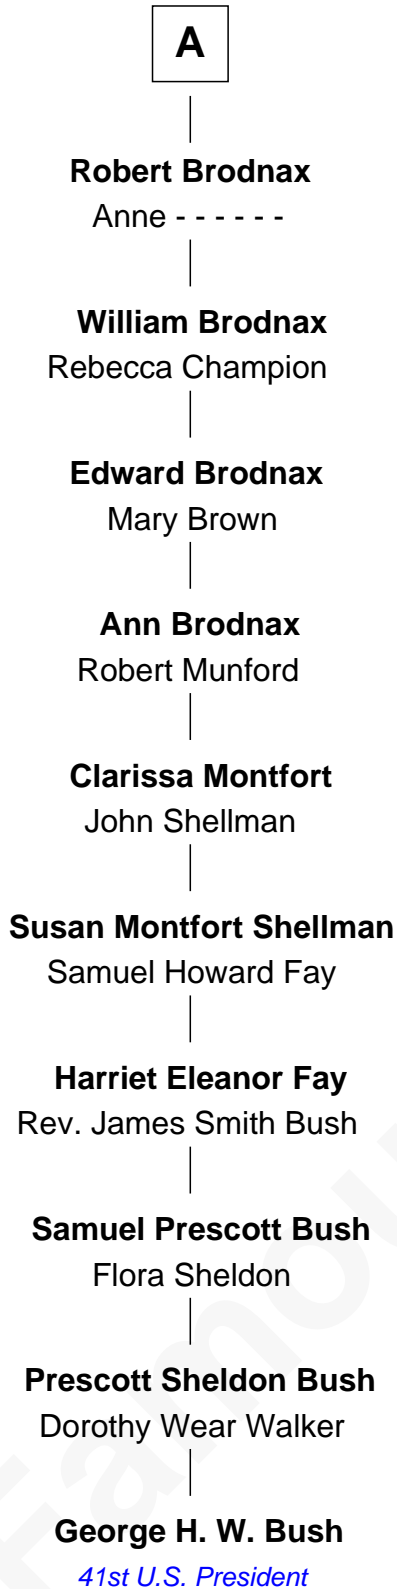 A
Robert Brodnax
Anne - - - - - -
William Brodnax
Rebecca Champion
Edward Brodnax
Mary Brown
Ann Brodnax
Robert Munford
Clarissa Montfort
John Shellman
Susan Montfort Shellman
Samuel Howard Fay
Harriet Eleanor Fay
Rev. James Smith Bush
Samuel Prescott Bush
Flora Sheldon
Prescott Sheldon Bush
Dorothy Wear Walker
George H. W. Bush
41st U.S. President